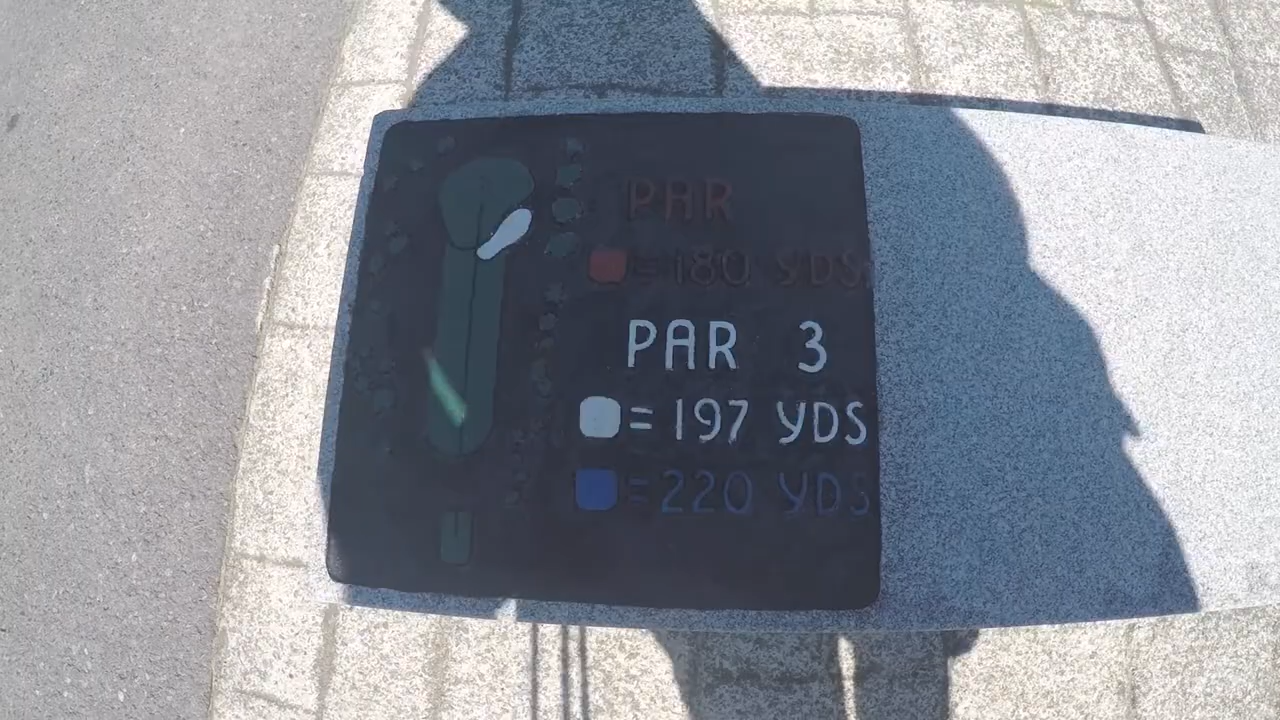 PAR
= 180 YDS
PAR 3
= 197 YDS
= 220 YDS